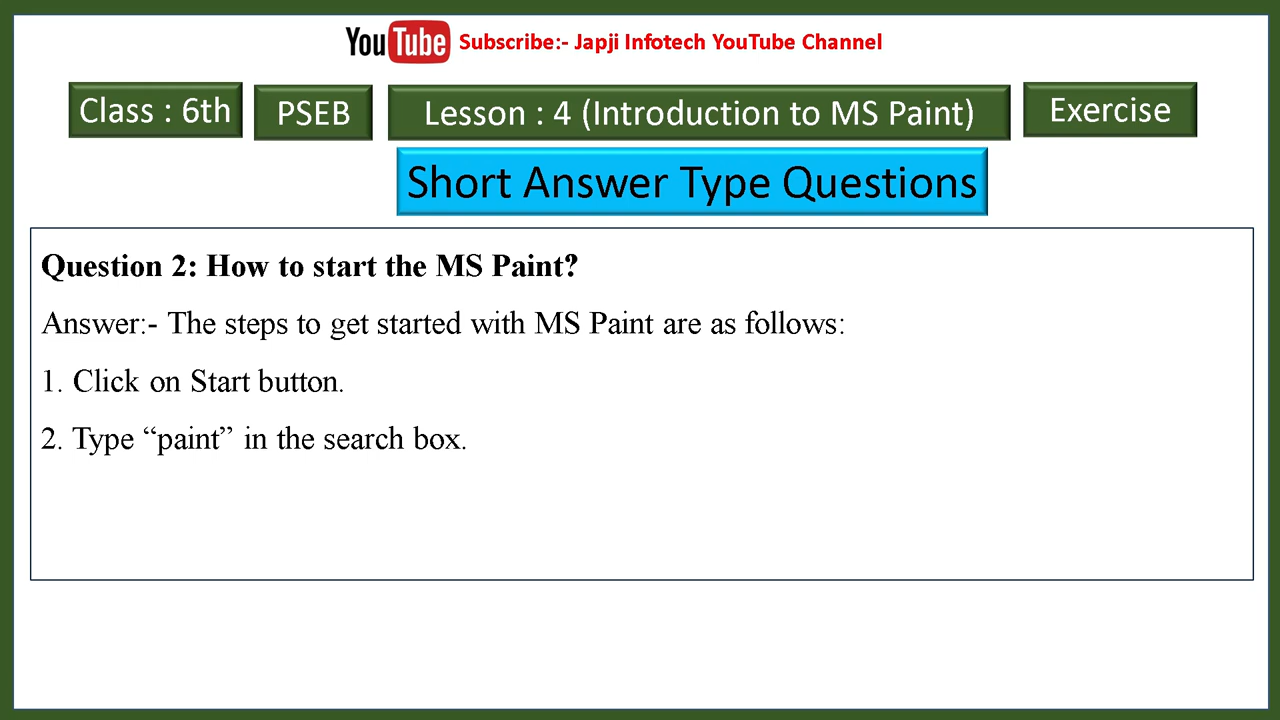 YouTube Subscribe:- Japji Infotech YouTube Channel
Class : 6th PSEB Lesson : 4 (Introduction to MS Paint) Exercise
Short Answer Type Questions
Question 2: How to start the MS Paint?
Answer:- The steps to get started with MS Paint are as follows:
1. Click on Start button.
2. Type “paint” in the search box.